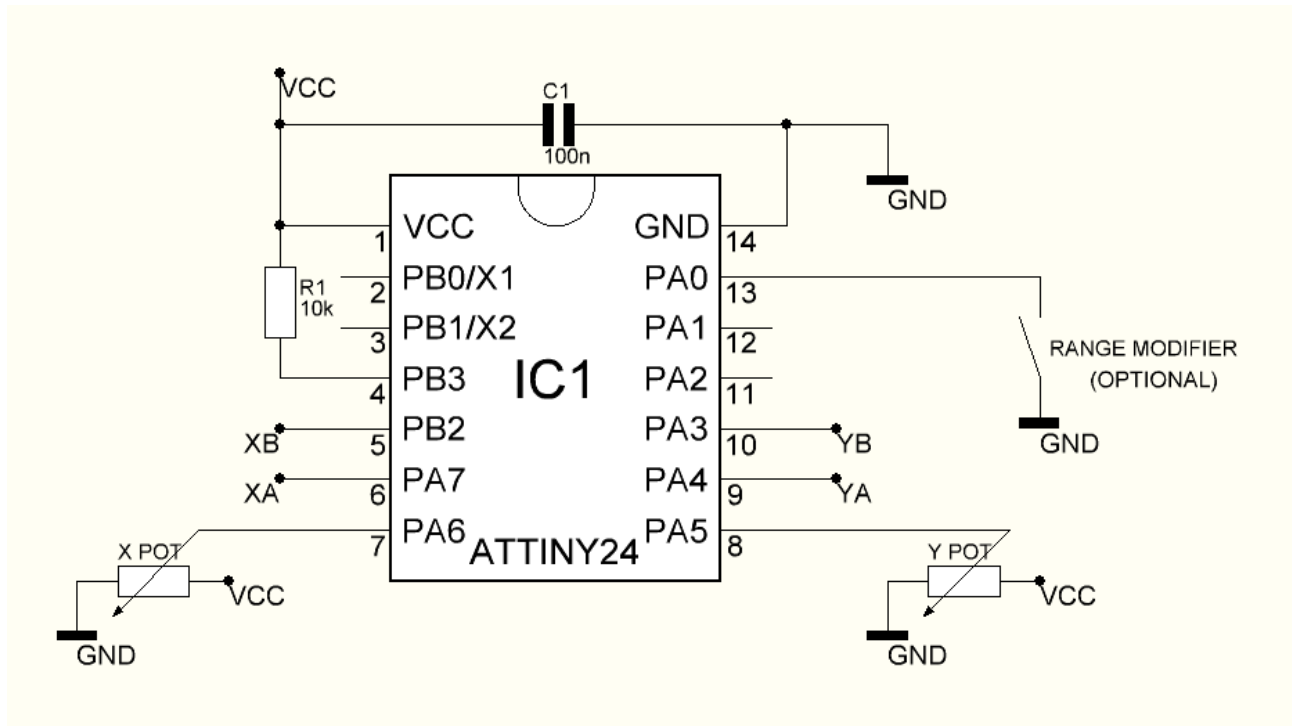 VCC
C1
100n
GND
VCC
1
GND
14
R1
10k
PB0/X1
2
PA0
13
PB1/X2
3
PA1
12
RANGE MODIFIER
(OPTIONAL)
GND
IC1
PB3
4
PA2
11
XB
PB2
5
PA3
10
YB
XA
PA7
6
PA4
9
YA
PA6
7
ATTINY24
PA5
8
X POT
VCC
GND
Y POT
VCC
GND